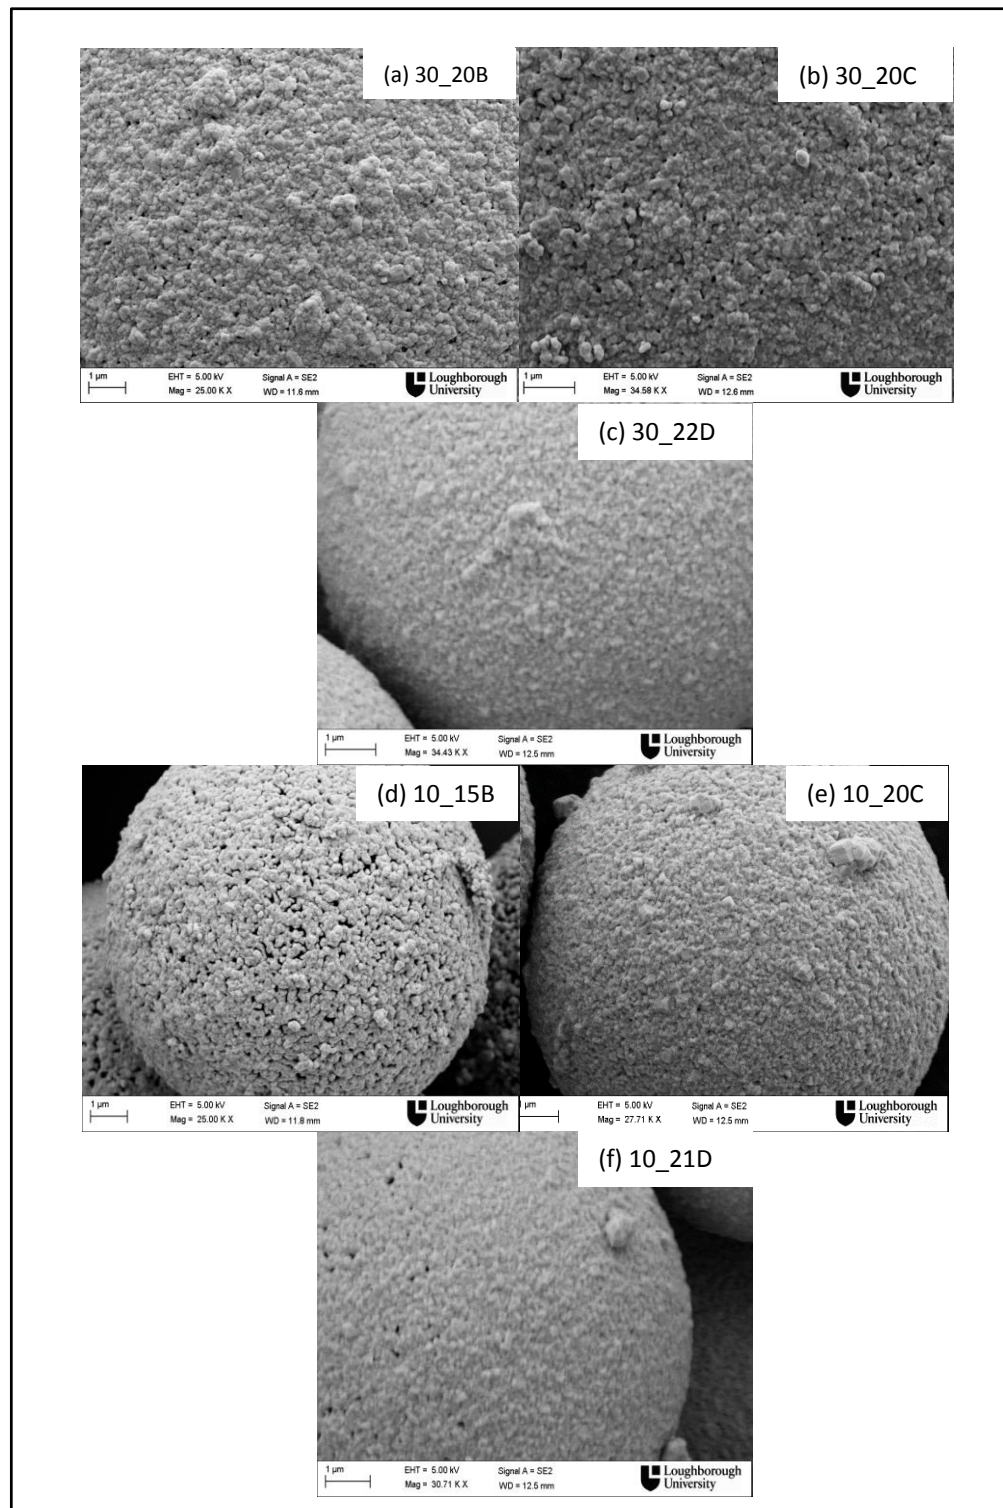 (a) 30_20B
(b) 30_20C
1 µm
EHT = 5.00 kV
Signal A = SE2
Mag = 25.00 K X
WD = 11.6 mm
Loughborough
University
1 µm
EHT = 5.00 kV
Signal A = SE2
Mag = 34.58 K X
WD = 12.6 mm
Loughborough
University
(c) 30_22D
1 µm
EHT = 5.00 kV
Signal A = SE2
Mag = 34.43 K X
WD = 12.5 mm
Loughborough
University
(d) 10_15B
(e) 10_20C
1 µm
EHT = 5.00 kV
Signal A = SE2
Mag = 25.00 K X
WD = 11.8 mm
Loughborough
University
1 µm
EHT = 5.00 kV
Signal A = SE2
Mag = 27.71 K X
WD = 12.5 mm
Loughborough
University
(f) 10_21D
1 µm
EHT = 5.00 kV
Signal A = SE2
Mag = 30.71 K X
WD = 12.5 mm
Loughborough
University